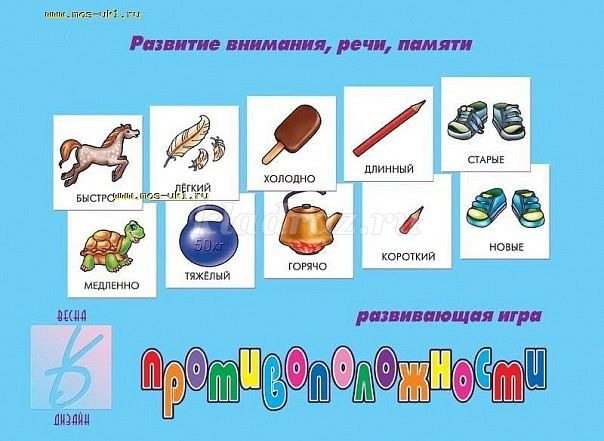 www.mos-uki.ru
Развитие внимания, речи, памяти
БЫСТРО
ЛЁГКИЙ
ХОЛОДНО
ДЛИННЫЙ
СТАРЫЕ
www.mos-uki.ru
50кг
МЕДЛЕННО
ТЯЖЁЛЫЙ
ГОРЯЧО
КОРОТКИЙ
НОВЫЕ
ВЕСНА
ДИЗАЙН
развивающая игра
противоположности